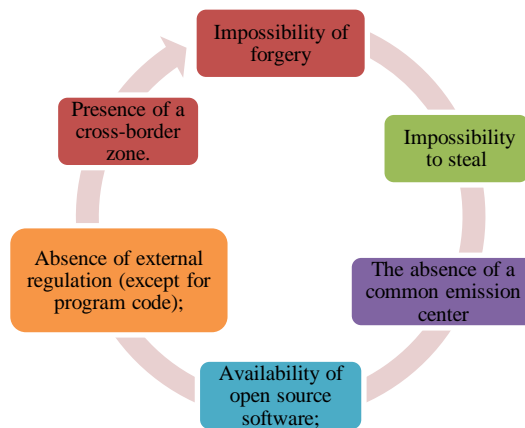 Impossibility of
forgery
Impossibility
to steal
The absence of a
common emission
center
Availability of
open source
software;
Absence of external
regulation (except for
program code);
Presence of a
cross-border
zone.